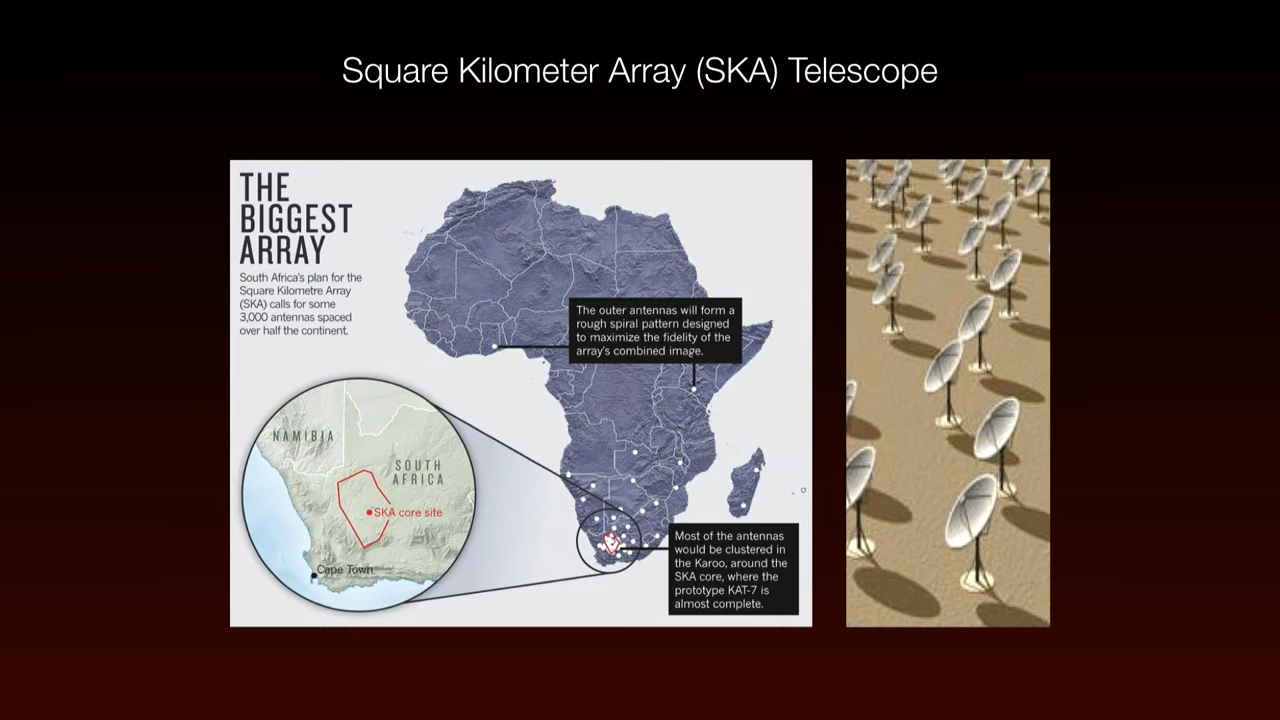 Square Kilometer Array (SKA) Telescope
THE
BIGGEST
ARRAY
South Africa's plan for the
Square Kilometre Array
(SKA) calls for some
3,000 antennas spaced
over half the continent.
The outer antennas will form a
rough spiral pattern designed
to maximize the fidelity of the
array's combined image.
NAMIBIA
SOUTH
AFRICA
SKA core site
Cape Town
Most of the antennas
would be clustered in
the Karoo, around the
SKA core, where the
prototype KAT-7 is
almost complete.